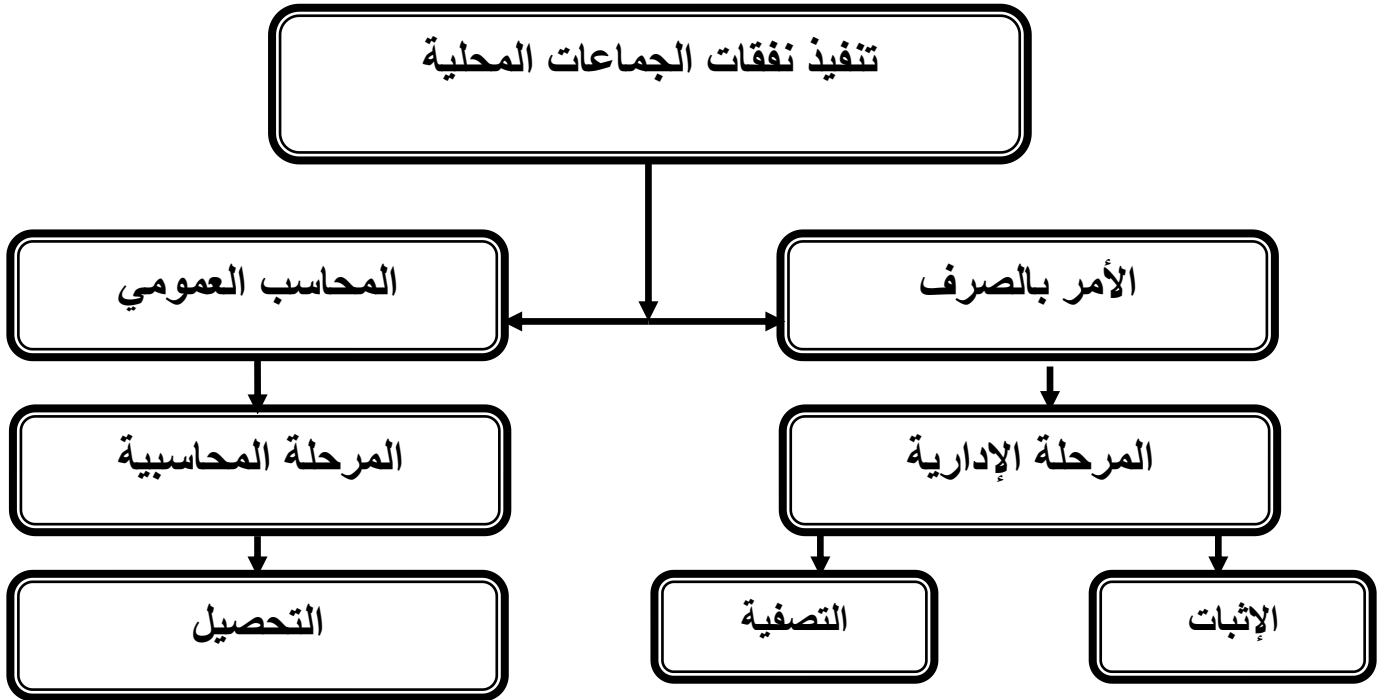 تنفيذ نفقات الجماعات المحلية
الأمر بالصرف
المحاسب العمومي
المرحلة الإدارية
المرحلة المحاسبية
الإثبات
التصفية
التحصيل